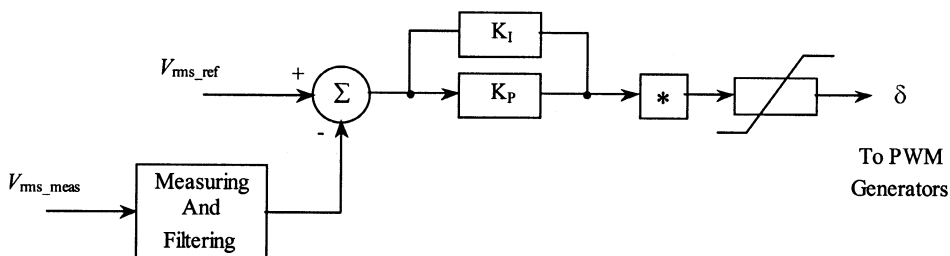 K_I
V_rms_ref
+
Σ
K_P
*
δ
-
To PWM
Generators
V_rms_meas
Measuring
And
Filtering